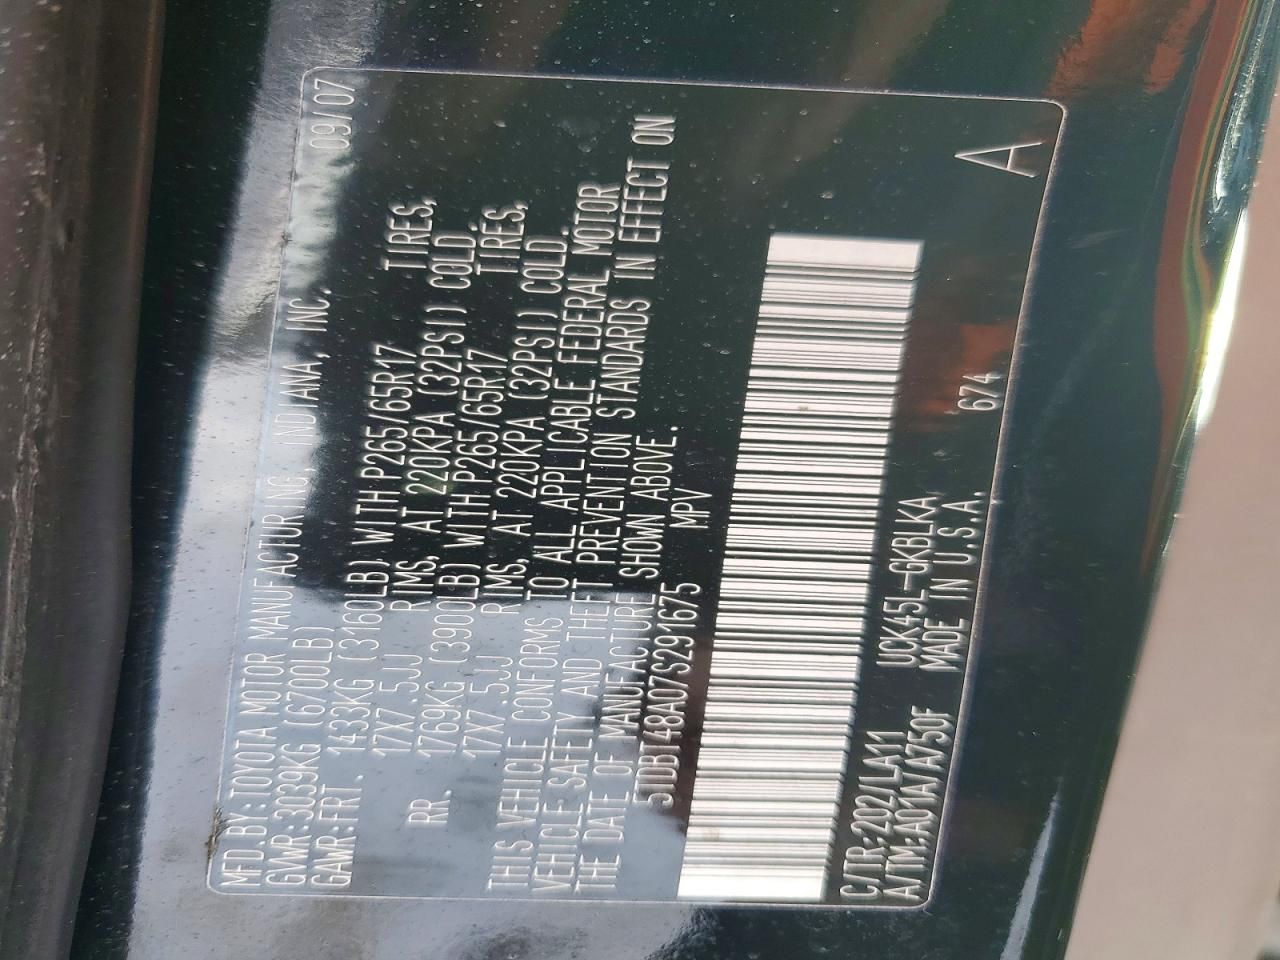 MFD.BY:TOYOTA MOTOR MANUFACTURING, INDIANA, INC. 09/07
GVWR:3039KG (6700LB)
GAWR:FRT. 1433KG (3160LB) WITH P265/65R17 TIRES,
17X7.5JJ RIMS, AT 220KPA (32PSI) COLD.
RR. 1769KG (3900LB) WITH P265/65R17 TIRES,
17X7.5JJ RIMS, AT 220KPA (32PSI) COLD.
THIS VEHICLE CONFORMS TO ALL APPLICABLE FEDERAL MOTOR
VEHICLE SAFETY AND THEFT PREVENTION STANDARDS IN EFFECT ON
THE DATE OF MANUFACTURE SHOWN ABOVE.
5TDBT48A07S291675 MPV
C/TR:202/LA11 UCK45L-GKBLKA 674 A
A/TM:A01A/A750F MADE IN U.S.A.